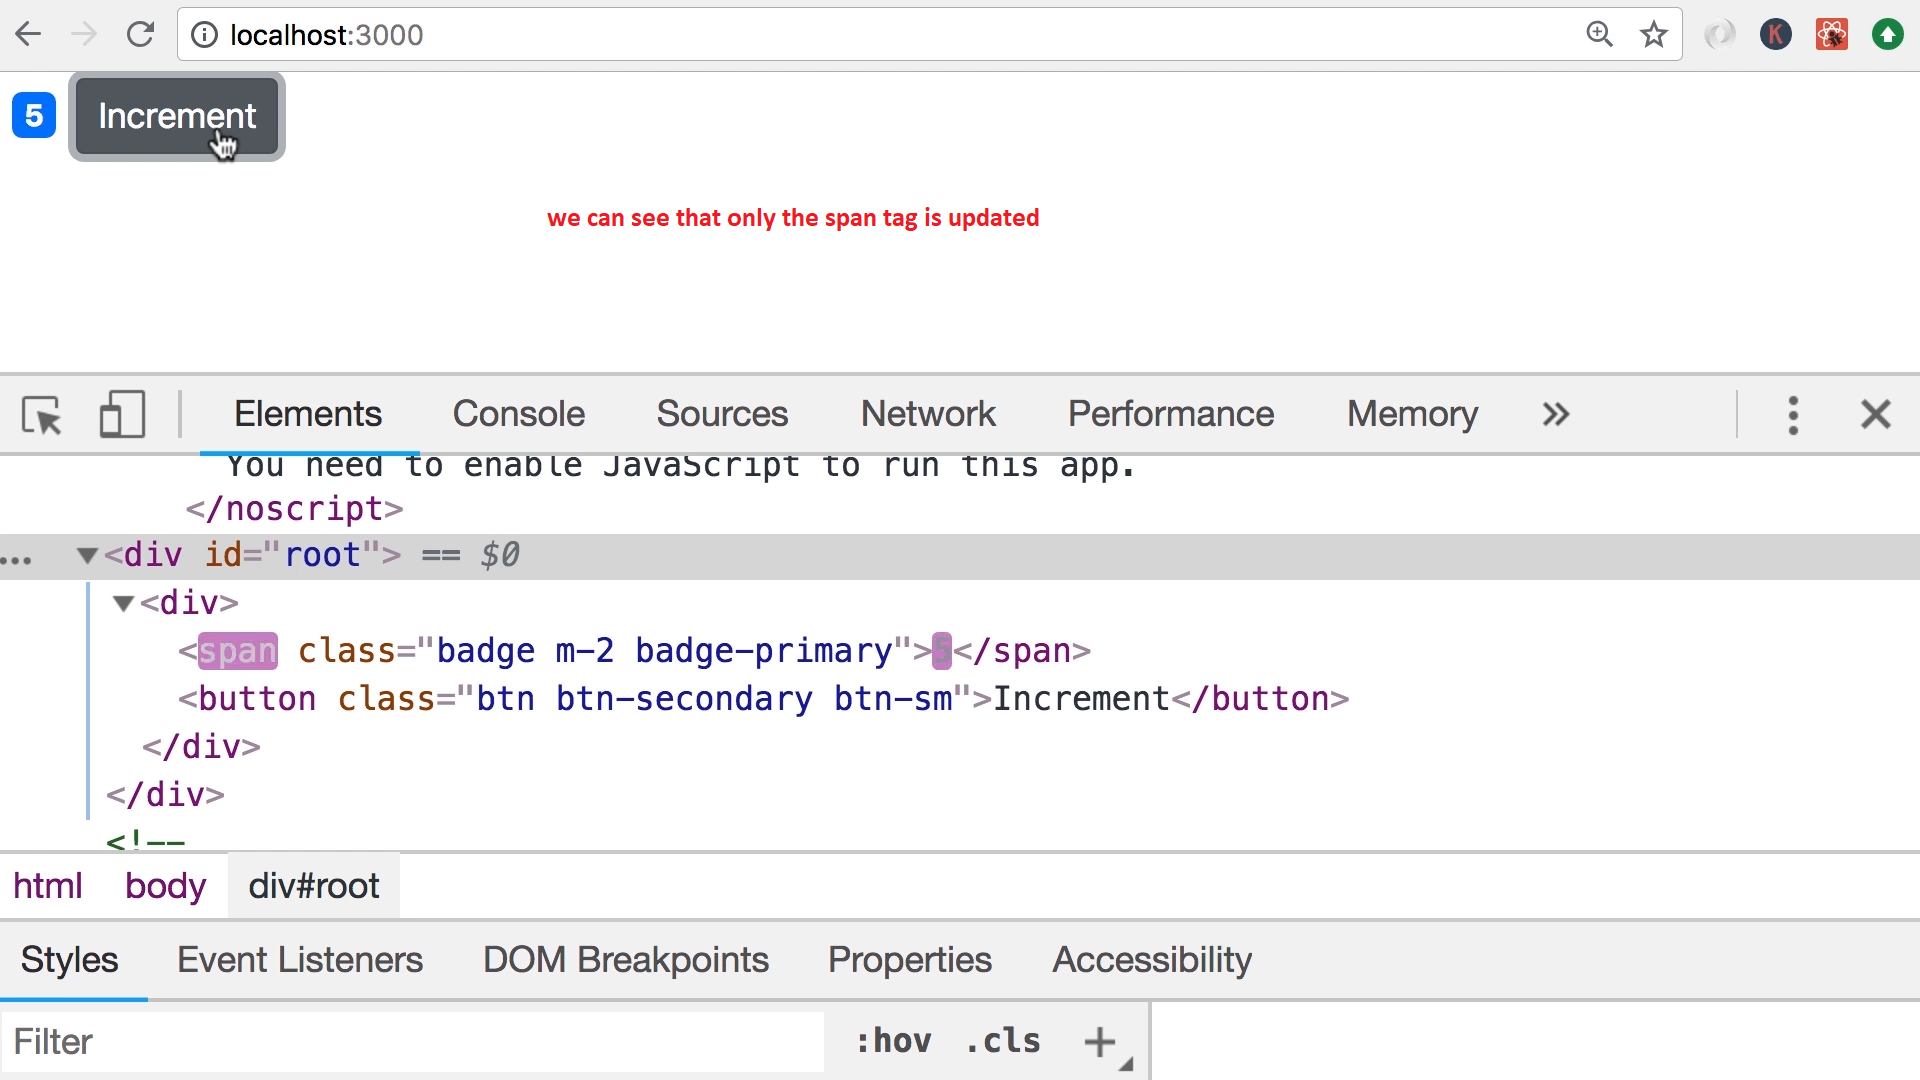 localhost:3000
K
5 Increment
we can see that only the span tag is updated
Elements Console Sources Network Performance Memory »
You need to enable JavaScript to run this app.
</noscript>
... ▼<div id="root"> == $0
▼<div>
<span class="badge m-2 badge-primary">5</span>
<button class="btn btn-secondary btn-sm">Increment</button>
</div>
</div>
<!--
html body div#root
Styles Event Listeners DOM Breakpoints Properties Accessibility
Filter :hov .cls +